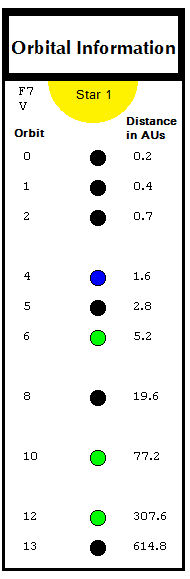 Orbital Information
F7 V
Star 1
Orbit
Distance in AUs
0 0.2
1 0.4
2 0.7
4 1.6
5 2.8
6 5.2
8 19.6
10 77.2
12 307.6
13 614.8